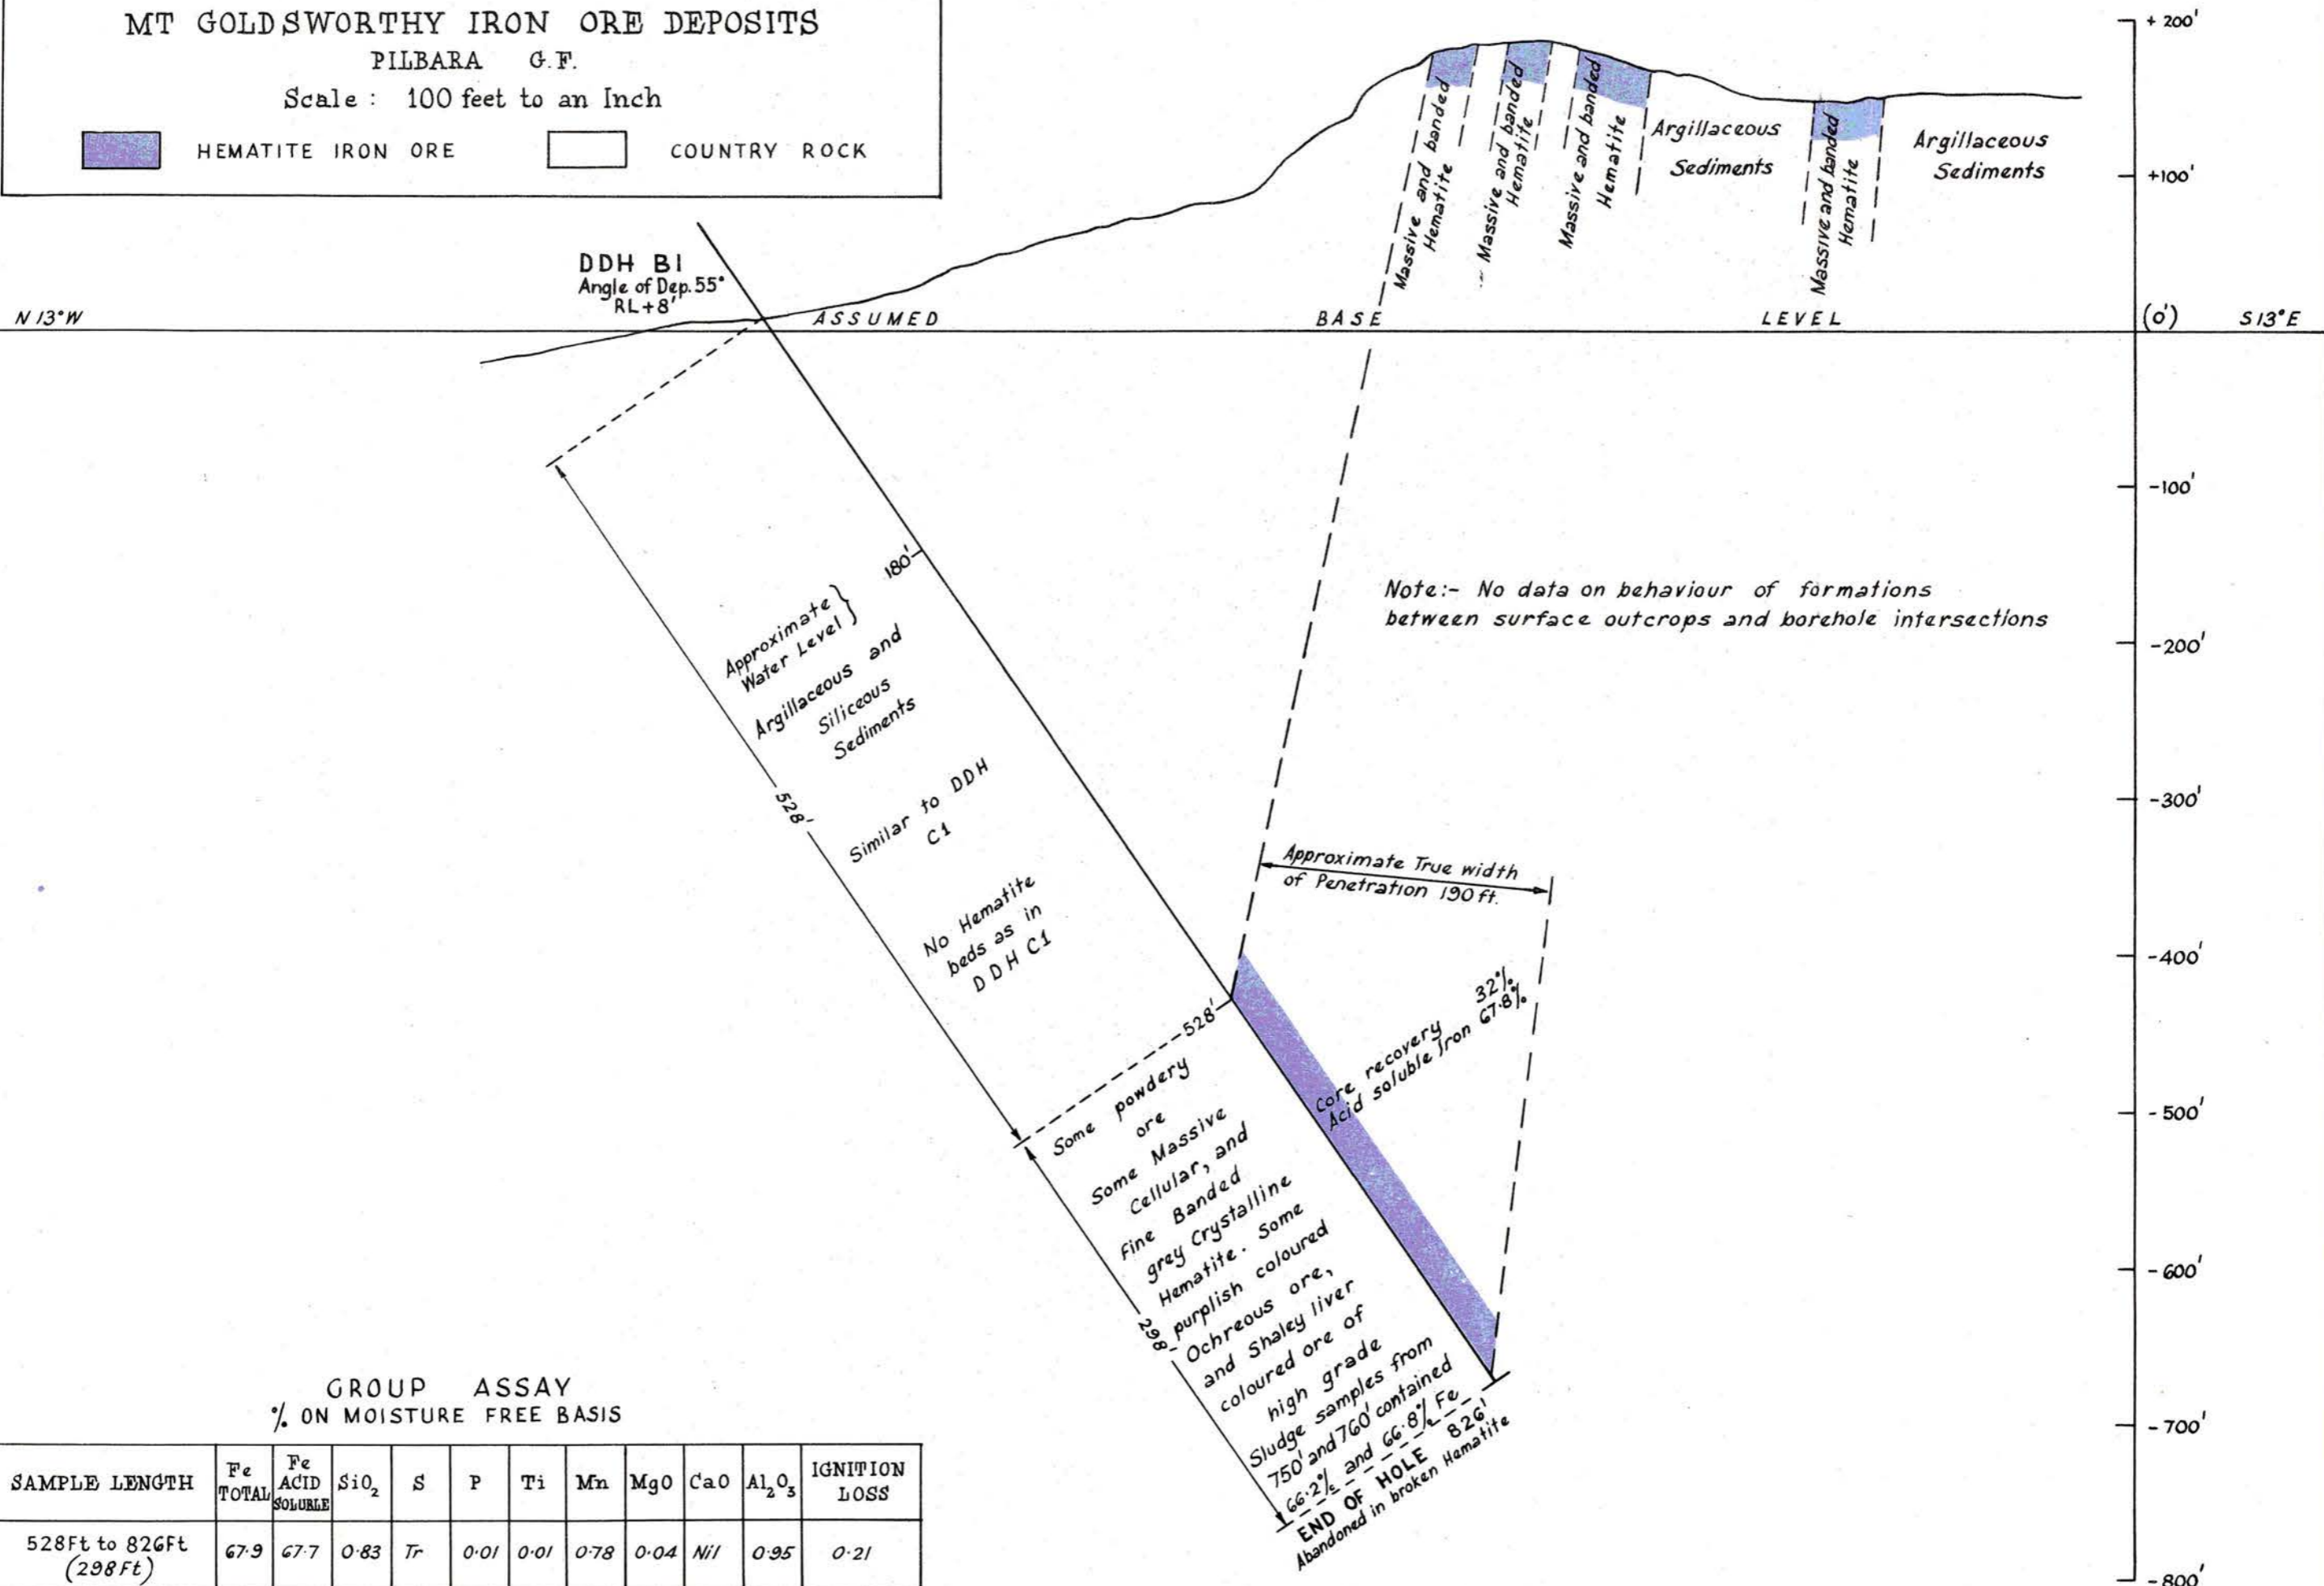 MT GOLDSWORTHY IRON ORE DEPOSITS
PILBARA G.F.
Scale : 100 feet to an Inch
HEMATITE IRON ORE
COUNTRY ROCK
+ 200'
+100'
(0')
-100'
-200'
-300'
-400'
-500'
-600'
-700'
-800'
Massive and banded
Hematite
Massive and banded
Hematite
Massive and banded
Hematite
Argillaceous
Sediments
Massive and banded
Hematite
Argillaceous
Sediments
DDH B1
Angle of Dep. 55°
RL+8'
N 13° W
ASSUMED BASE LEVEL
S 13° E
180'
Approximate
Water Level }
Argillaceous and
Siliceous
Sediments
528'
Similar to DDH
C1
No Hematite
beds as in
DDH C1
Note:- No data on behaviour of formations
between surface outcrops and borehole intersections
Approximate True width
of Penetration 190 ft.
528'
Core recovery 32%
Acid soluble Iron 67.8%
Some powdery
ore
Some Massive
Cellular, and
Fine Banded
grey Crystalline
Hematite. Some
purplish coloured
Ochreous ore,
and Shaley liver
coloured ore of
high grade
Sludge samples from
750' and 760' contained
66.2% and 66.8% Fe
298'
END OF HOLE 826'
Abandoned in broken Hematite
GROUP ASSAY
% ON MOISTURE FREE BASIS
SAMPLE LENGTH Fe TOTAL Fe ACID SOLUBLE SiO₂ S P Ti Mn MgO CaO Al₂O₃ IGNITION LOSS
528Ft to 826Ft 67.9 67.7 0.83 Tr 0.01 0.01 0.78 0.04 Nil 0.95 0.21
(298Ft)